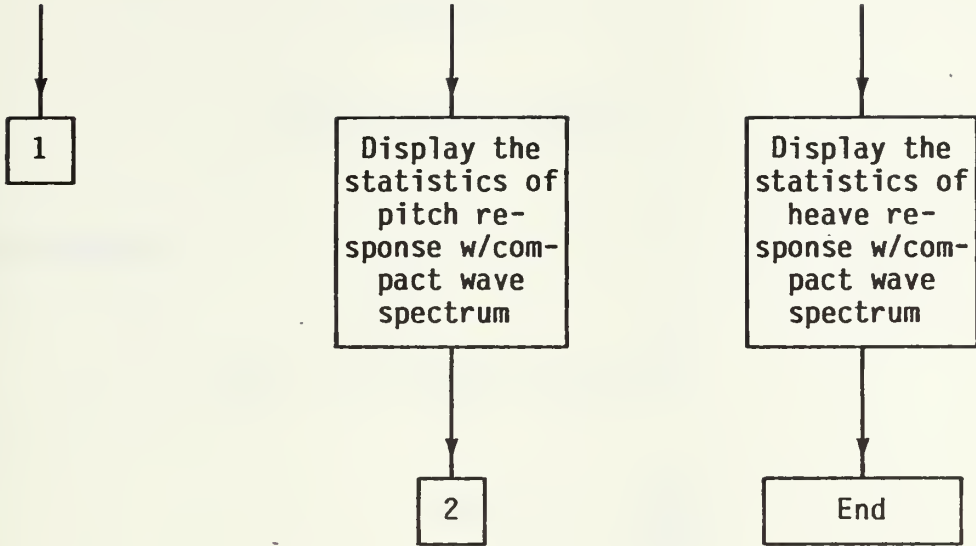 1
Display the
statistics of
pitch re-
sponse w/com-
pact wave
spectrum
2
Display the
statistics of
heave re-
sponse w/com-
pact wave
spectrum
End